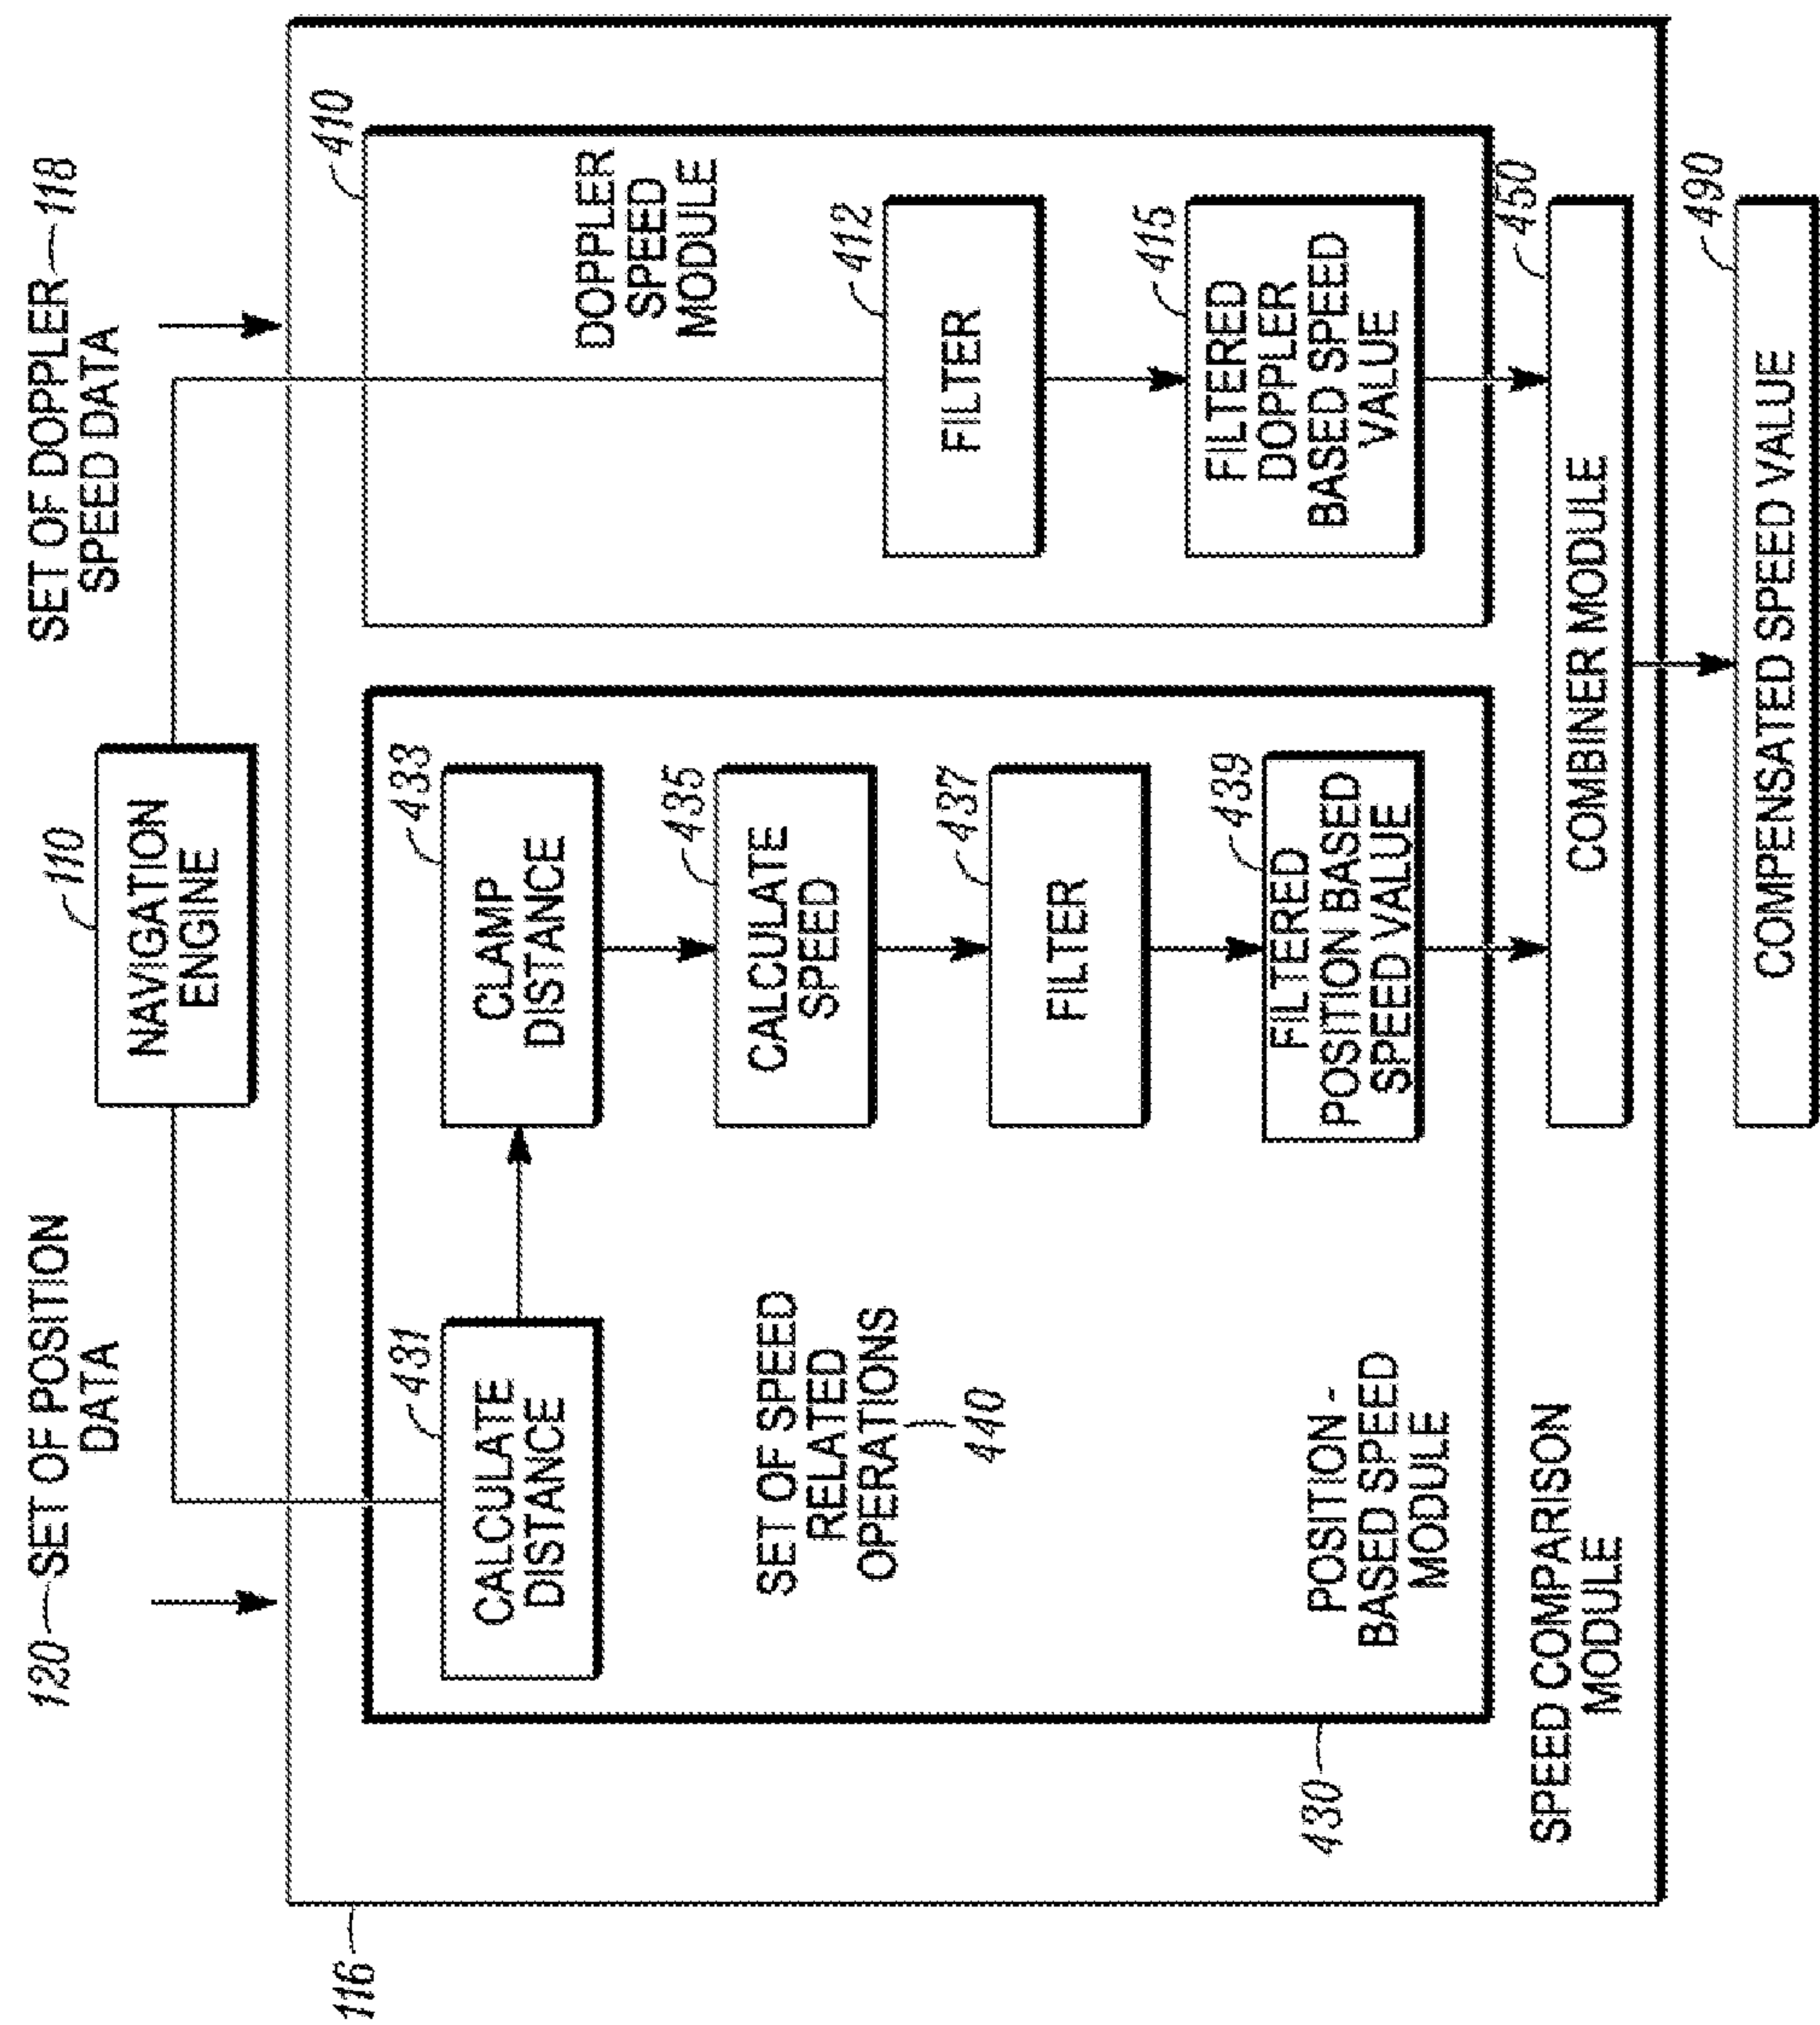 120 SET OF POSITION
DATA
110
NAVIGATION
ENGINE
SET OF DOPPLER 118
SPEED DATA
116
431
CALCULATE
DISTANCE
433
CLAMP
DISTANCE
410
DOPPLER
SPEED
MODULE
SET OF SPEED
RELATED
OPERATIONS
440
435
CALCULATE
SPEED
412
FILTER
437
FILTER
415
FILTERED
DOPPLER
BASED SPEED
VALUE
439
FILTERED
POSITION BASED
SPEED VALUE
POSITION -
BASED SPEED
MODULE
430
SPEED COMPARISON
MODULE
450
COMBINER MODULE
490
COMPENSATED SPEED VALUE